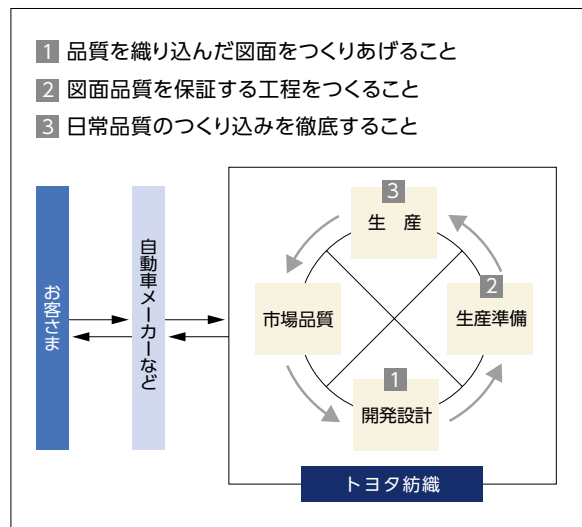 1 品質を織り込んだ図面をつくりあげること
2 図面品質を保証する工程をつくること
3 日常品質のつくり込みを徹底すること
お客さま
自動車メーカーなど
3
生 産
市場品質
2
生産準備
1
開発設計
トヨタ紡織